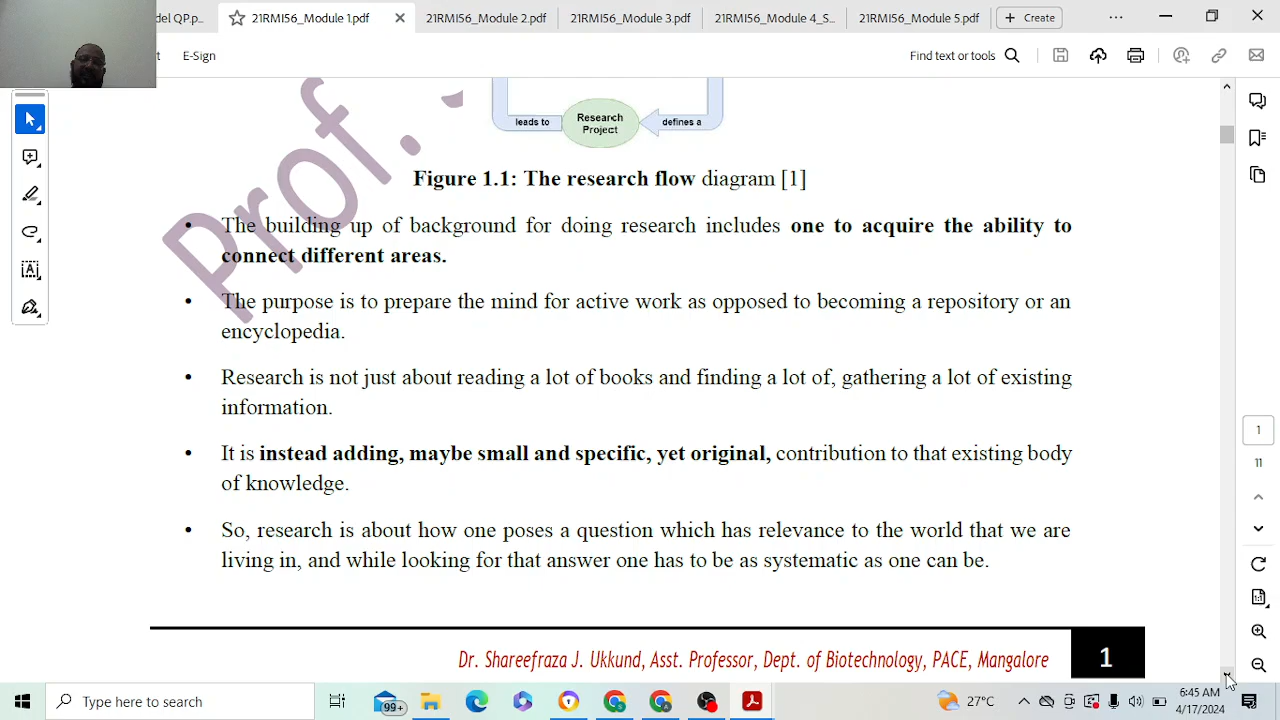 del QP.p...
21RMI56_Module 1.pdf
21RMI56_Module 2.pdf
21RMI56_Module 3.pdf
21RMI56_Module 4_S...
21RMI56_Module 5.pdf
Create
E-Sign
Find text or tools
leads to
Research
Project
defines a
Prof.
Figure 1.1: The research flow diagram [1]
• The building up of background for doing research includes one to acquire the ability to
connect different areas.
• The purpose is to prepare the mind for active work as opposed to becoming a repository or an
encyclopedia.
• Research is not just about reading a lot of books and finding a lot of, gathering a lot of existing
information.
• It is instead adding, maybe small and specific, yet original, contribution to that existing body
of knowledge.
• So, research is about how one poses a question which has relevance to the world that we are
living in, and while looking for that answer one has to be as systematic as one can be.
Dr. Shareefraza J. Ukkund, Asst. Professor, Dept. of Biotechnology, PACE, Mangalore
1
1
11
Type here to search
99+
27°C
6:45 AM
4/17/2024